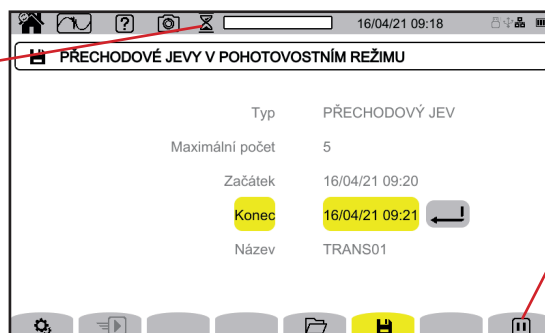 ? 16/04/21 09:18
PŘECHODOVÉ JEVY V POHOTOVOSTNÍM REŽIMU
Typ PŘECHODOVÝ JEV
Maximální počet 5
Začátek 16/04/21 09:20
Konec 16/04/21 09:21
Název TRANS01